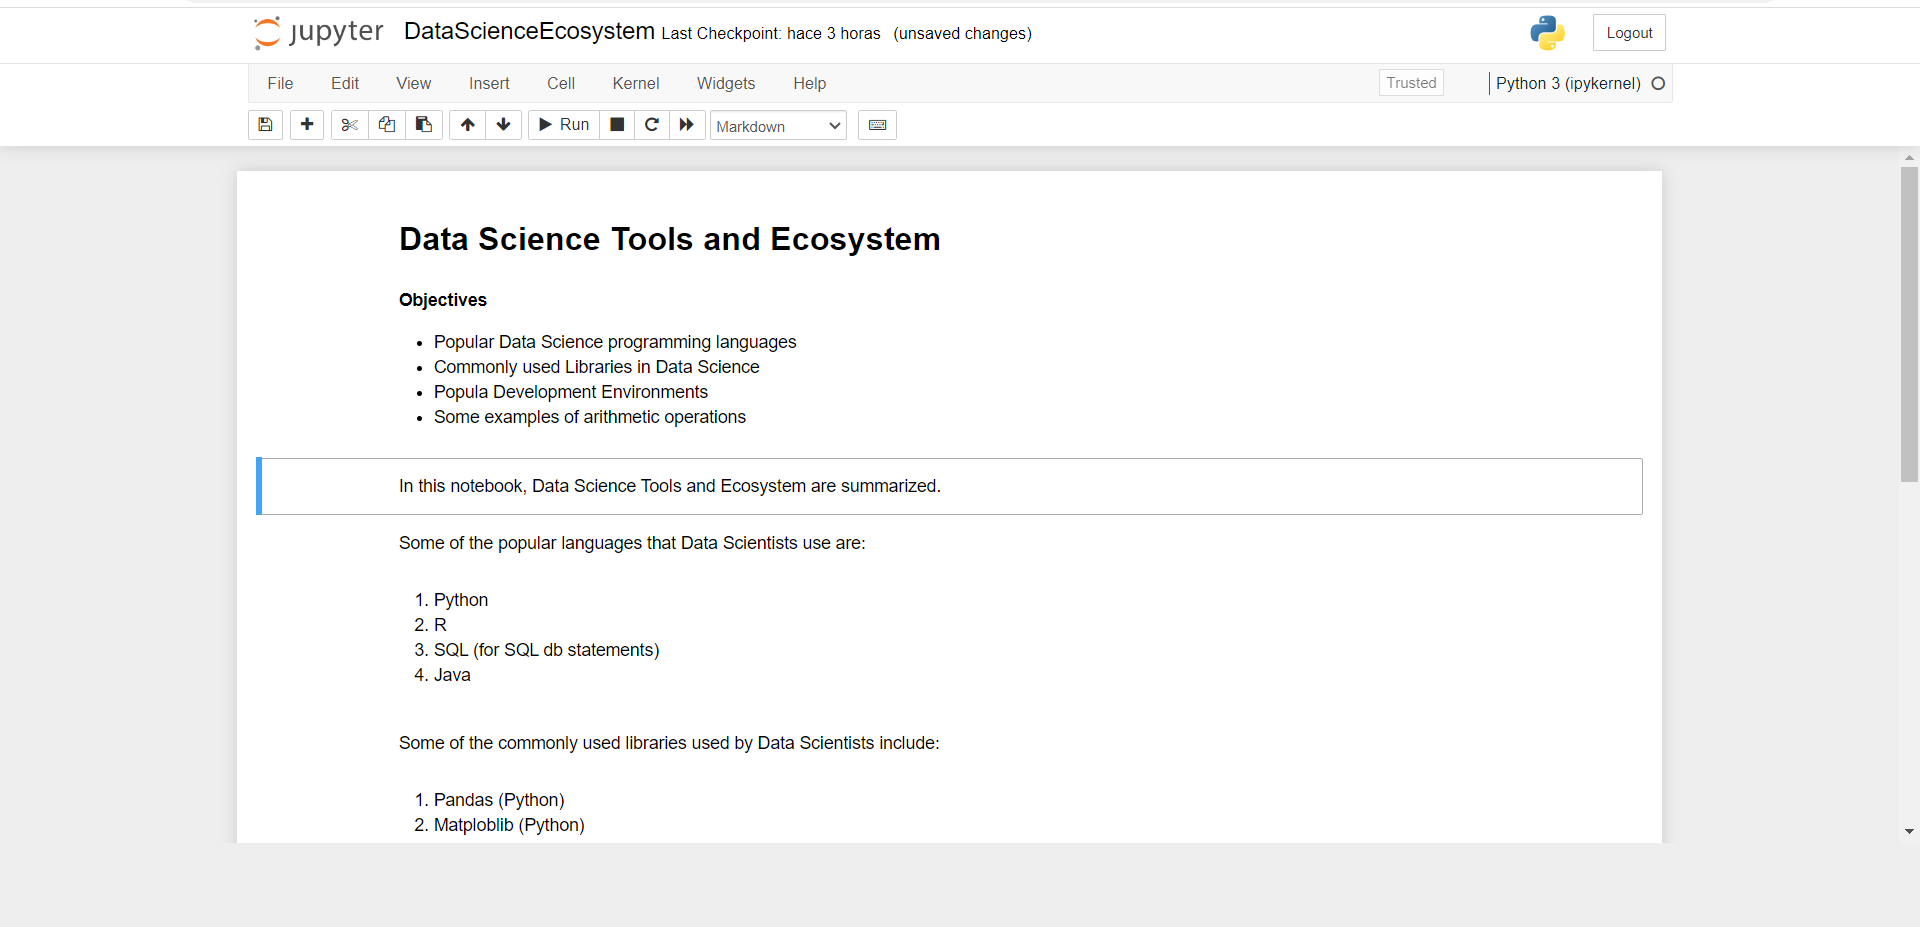 jupyter DataScienceEcosystem Last Checkpoint: hace 3 horas (unsaved changes)
Logout
File Edit View Insert Cell Kernel Widgets Help
Trusted
Python 3 (ipykernel)
Run
Markdown
Data Science Tools and Ecosystem
Objectives
• Popular Data Science programming languages
• Commonly used Libraries in Data Science
• Popula Development Environments
• Some examples of arithmetic operations
In this notebook, Data Science Tools and Ecosystem are summarized.
Some of the popular languages that Data Scientists use are:
1. Python
2. R
3. SQL (for SQL db statements)
4. Java
Some of the commonly used libraries used by Data Scientists include:
1. Pandas (Python)
2. Matploblib (Python)